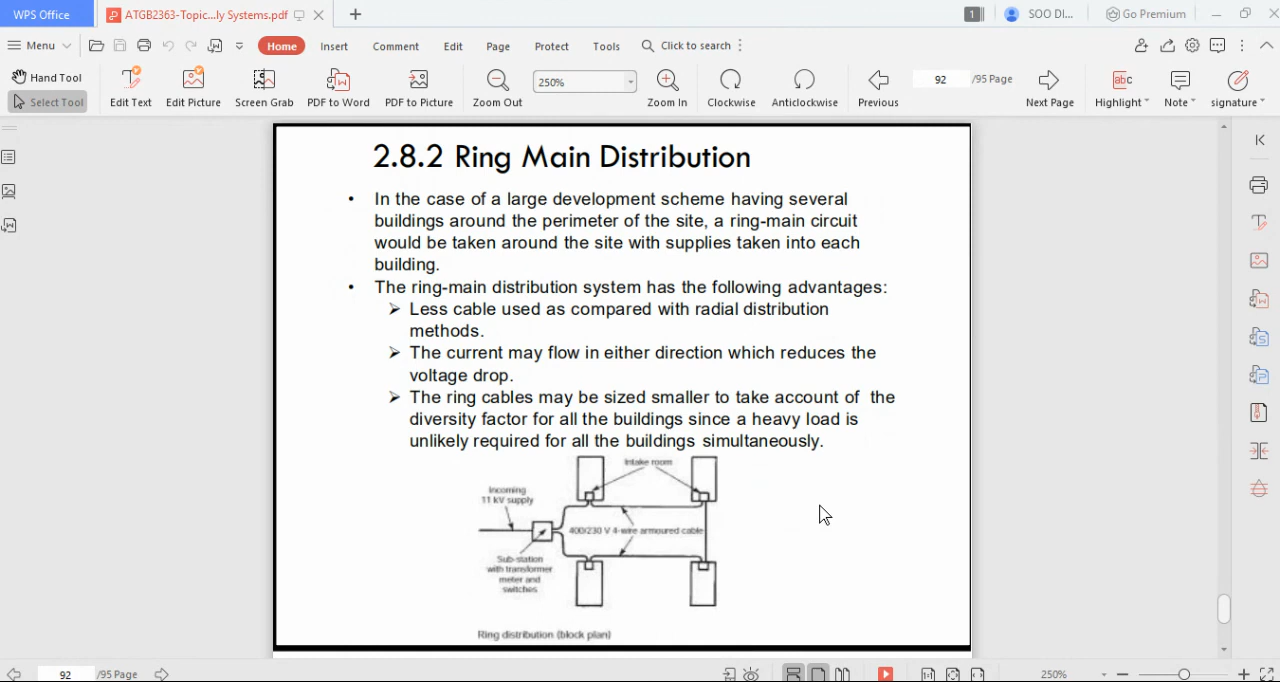 WPS Office
ATGB2363-Topic...ly Systems.pdf
1
SOO DI...
Go Premium
Menu
Home
Insert
Comment
Edit
Page
Protect
Tools
Click to search
Hand Tool
Select Tool
Edit Text
Edit Picture
Screen Grab
PDF to Word
PDF to Picture
Zoom Out
250%
Zoom In
Clockwise
Anticlockwise
Previous
92 /95 Page
Next Page
Highlight
Note
signature
2.8.2 Ring Main Distribution
• In the case of a large development scheme having several
buildings around the perimeter of the site, a ring-main circuit
would be taken around the site with supplies taken into each
building.
• The ring-main distribution system has the following advantages:
➢ Less cable used as compared with radial distribution
methods.
➢ The current may flow in either direction which reduces the
voltage drop.
➢ The ring cables may be sized smaller to take account of the
diversity factor for all the buildings since a heavy load is
unlikely required for all the buildings simultaneously.
Intake room
Incoming
11 kV supply
400/230 V 4-wire armoured cable
Sub-station
with transformer
meter and
switches
Ring distribution (block plan)
92 /95 Page
250%